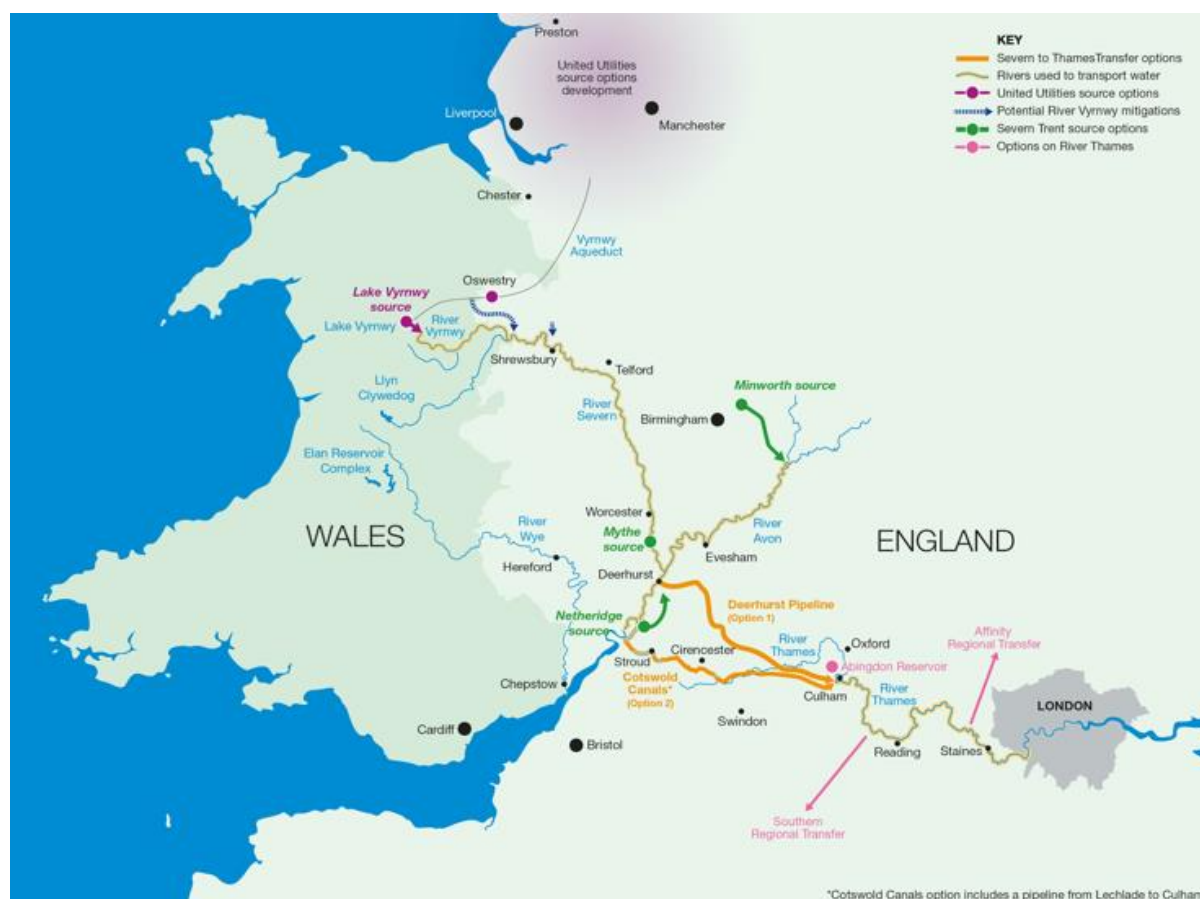 Preston
United Utilities
source options
development
Liverpool
Manchester
KEY
Severn to ThamesTransfer options
Rivers used to transport water
United Utilities source options
Potential River Vyrnwy mitigations
Severn Trent source options
Options on River Thames
Chester
Vyrnwy
Aqueduct
Oswestry
Lake Vyrnwy
source
Lake Vyrnwy
River
Vyrnwy
Shrewsbury
Telford
Llyn
Clywedog
River
Severn
Minworth source
Birmingham
Elan Reservoir
Complex
WALES
River
Wye
Hereford
Worcester
Mythe
source
River
Avon
Evesham
ENGLAND
Deerhurst
Deerhurst Pipeline
(Option 1)
Netheridge
source
Stroud
Cirencester
River
Thames
Oxford
Abingdon Reservoir
Affinity
Regional Transfer
Cotswold
Canals*
(Option 2)
Culham
River
Thames
Chepstow
Swindon
LONDON
Cardiff
Bristol
Reading
Staines
Southern
Regional Transfer
*Cotswold Canals option includes a pipeline from Lechlade to Culham